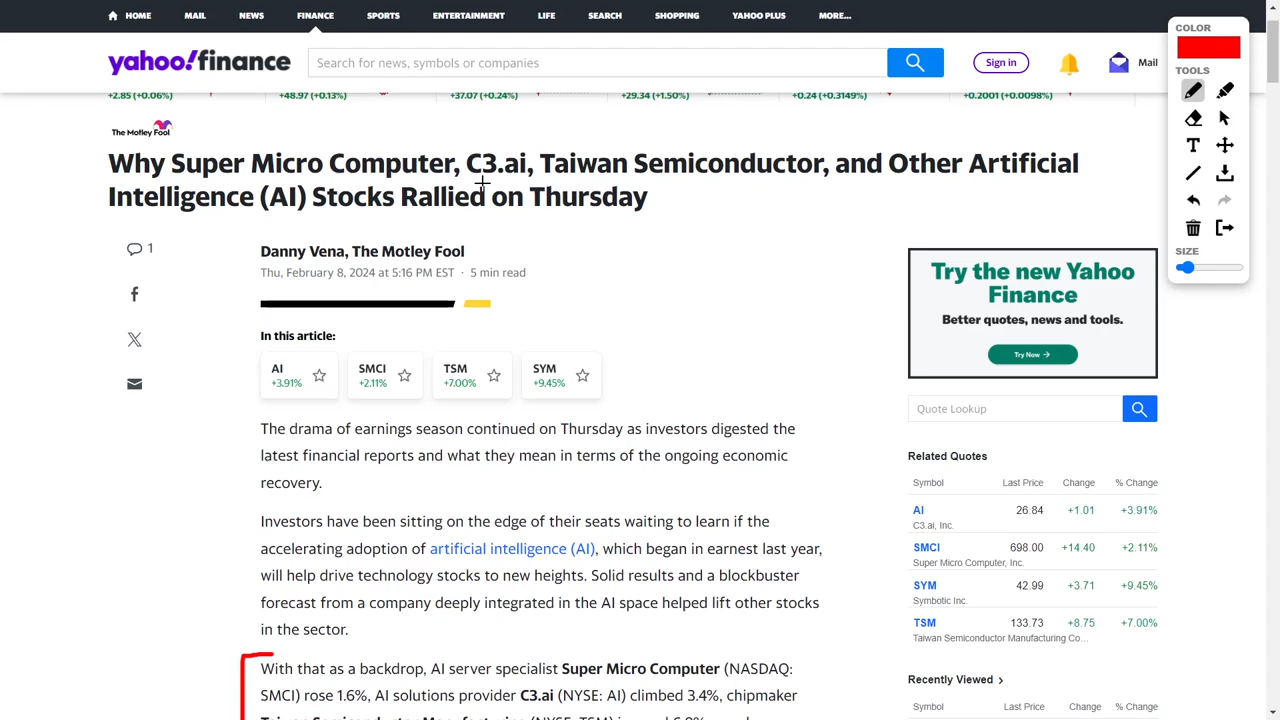 HOME MAIL NEWS FINANCE SPORTS ENTERTAINMENT LIFE SEARCH SHOPPING YAHOO PLUS MORE...
yahoo!finance
Search for news, symbols or companies
Sign in
Mail
+2.85 (+0.06%) +48.97 (+0.13%) +37.07 (+0.24%) +29.34 (+1.50%) +0.24 (+0.3149%) +0.2001 (+0.0098%)
The Motley Fool
Why Super Micro Computer, C3.ai, Taiwan Semiconductor, and Other Artificial
Intelligence (AI) Stocks Rallied on Thursday
1
Danny Vena, The Motley Fool
Thu, February 8, 2024 at 5:16 PM EST · 5 min read
In this article:
AI SMCI TSM SYM
+3.91% +2.11% +7.00% +9.45%
The drama of earnings season continued on Thursday as investors digested the
latest financial reports and what they mean in terms of the ongoing economic
recovery.
Investors have been sitting on the edge of their seats waiting to learn if the
accelerating adoption of artificial intelligence (AI), which began in earnest last year,
will help drive technology stocks to new heights. Solid results and a blockbuster
forecast from a company deeply integrated in the AI space helped lift other stocks
in the sector.
With that as a backdrop, AI server specialist Super Micro Computer (NASDAQ:
SMCI) rose 1.6%, AI solutions provider C3.ai (NYSE: AI) climbed 3.4%, chipmaker
Try the new Yahoo
Finance
Better quotes, news and tools.
Try Now →
Quote Lookup
Related Quotes
Symbol Last Price Change % Change
AI 26.84 +1.01 +3.91%
C3.ai, Inc.
SMCI 698.00 +14.40 +2.11%
Super Micro Computer, Inc.
SYM 42.99 +3.71 +9.45%
Symbotic Inc.
TSM 133.73 +8.75 +7.00%
Taiwan Semiconductor Manufacturing Co...
Recently Viewed >
Symbol Last Price Change % Change
COLOR
TOOLS
T
SIZE